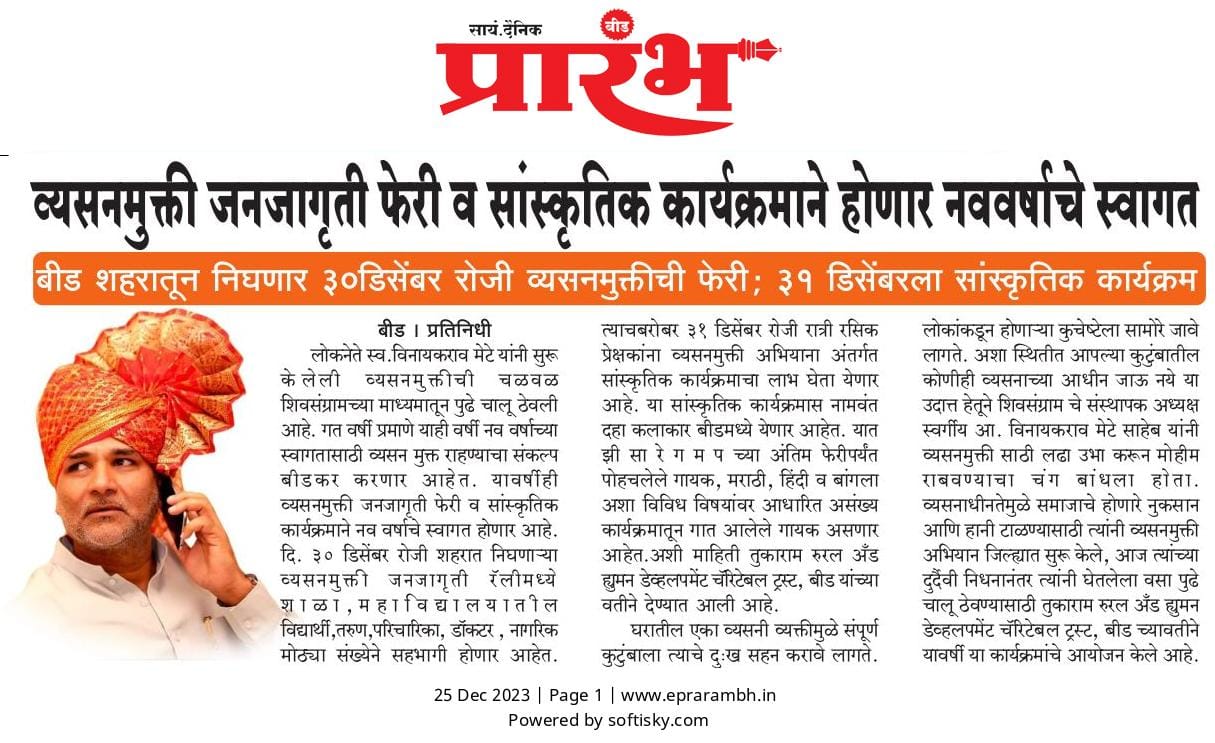 सायं.दैनिक
बीड
प्रारंभ
व्यसनमुक्ती जनजागृती फेरी व सांस्कृतिक कार्यक्रमाने होणार नववर्षाचे स्वागत
बीड शहरातून निघणार ३०डिसेंबर रोजी व्यसनमुक्तीची फेरी; ३१ डिसेंबरला सांस्कृतिक कार्यक्रम
बीड । प्रतिनिधी
लोकनेते स्व.विनायकराव मेटे यांनी सुरू
केलेली व्यसनमुक्तीची चळवळ
शिवसंग्रामच्या माध्यमातून पुढे चालू ठेवली
आहे. गत वर्षी प्रमाणे याही वर्षी नव वर्षाच्या
स्वागतासाठी व्यसन मुक्त राहण्याचा संकल्प
बीडकर करणार आहेत. यावर्षीही
व्यसनमुक्ती जनजागृती फेरी व सांस्कृतिक
कार्यक्रमाने नव वर्षाचे स्वागत होणार आहे.
दि. ३० डिसेंबर रोजी शहरात निघणाऱ्या
व्यसनमुक्ती जनजागृती रॅलीमध्ये
शाळा,महाविद्यालयातील
विद्यार्थी,तरुण,परिचारिका, डॉक्टर , नागरिक
मोठ्या संख्येने सहभागी होणार आहेत.
त्याचबरोबर ३१ डिसेंबर रोजी रात्री रसिक
प्रेक्षकांना व्यसनमुक्ती अभियाना अंतर्गत
सांस्कृतिक कार्यक्रमाचा लाभ घेता येणार
आहे. या सांस्कृतिक कार्यक्रमास नामवंत
दहा कलाकार बीडमध्ये येणार आहेत. यात
झी सा रे ग म प च्या अंतिम फेरीपर्यंत
पोहचलेले गायक, मराठी, हिंदी व बांगला
अशा विविध विषयांवर आधारित असंख्य
कार्यक्रमातून गात आलेले गायक असणार
आहेत.अशी माहिती तुकाराम रुरल अँड
ह्युमन डेव्हलपमेंट चॅरिटेबल ट्रस्ट, बीड यांच्या
वतीने देण्यात आली आहे.
घरातील एका व्यसनी व्यक्तीमुळे संपूर्ण
कुटुंबाला त्याचे दुःख सहन करावे लागते.
लोकांकडून होणाऱ्या कुचेष्टेला सामोरे जावे
लागते. अशा स्थितीत आपल्या कुटुंबातील
कोणीही व्यसनाच्या आधीन जाऊ नये या
उदात्त हेतूने शिवसंग्राम चे संस्थापक अध्यक्ष
स्वर्गीय आ. विनायकराव मेटे साहेब यांनी
व्यसनमुक्ती साठी लढा उभा करून मोहीम
राबवण्याचा चंग बांधला होता.
व्यसनाधीनतेमुळे समाजाचे होणारे नुकसान
आणि हानी टाळण्यासाठी त्यांनी व्यसनमुक्ती
अभियान जिल्ह्यात सुरू केले, आज त्यांच्या
दुर्दैवी निधनानंतर त्यांनी घेतलेला वसा पुढे
चालू ठेवण्यासाठी तुकाराम रुरल अँड ह्युमन
डेव्हलपमेंट चॅरिटेबल ट्रस्ट, बीड च्यावतीने
यावर्षी या कार्यक्रमांचे आयोजन केले आहे.
25 Dec 2023 | Page 1 | www.eprarambh.in
Powered by softisky.com